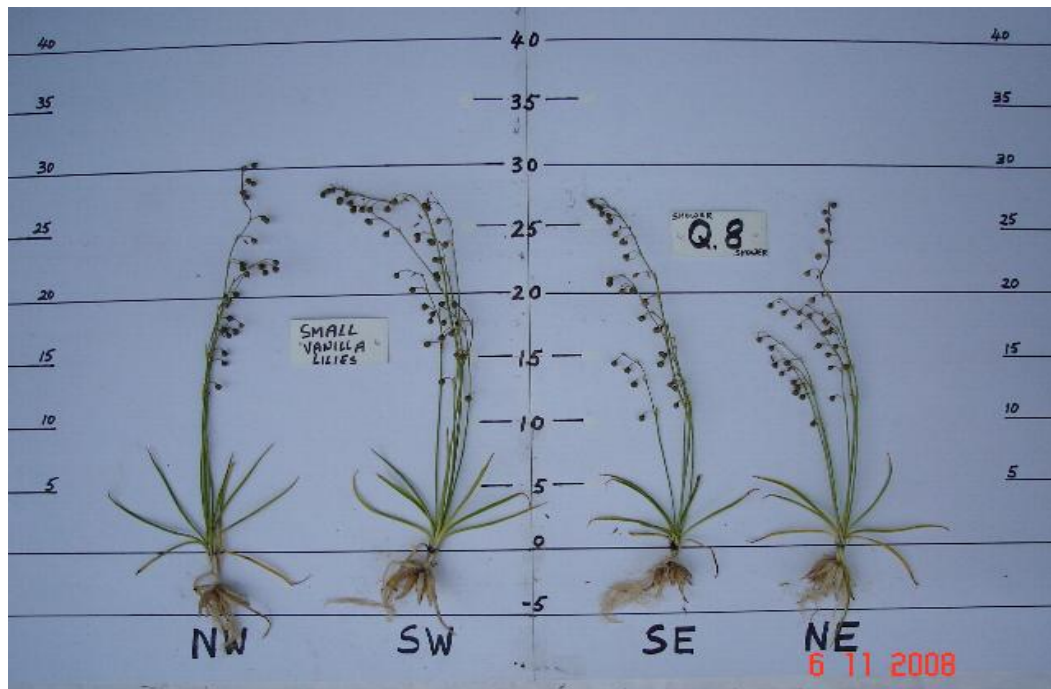 40 40 40
35 35 35
30 30 30
SHOWER
25 25 Q.8 25
SHOWER
20 20 20
SMALL
VANILLA
LILIES
15 15 15
10 10 10
5 5 5
0
-5
NW SW SE NE
6 11 2008